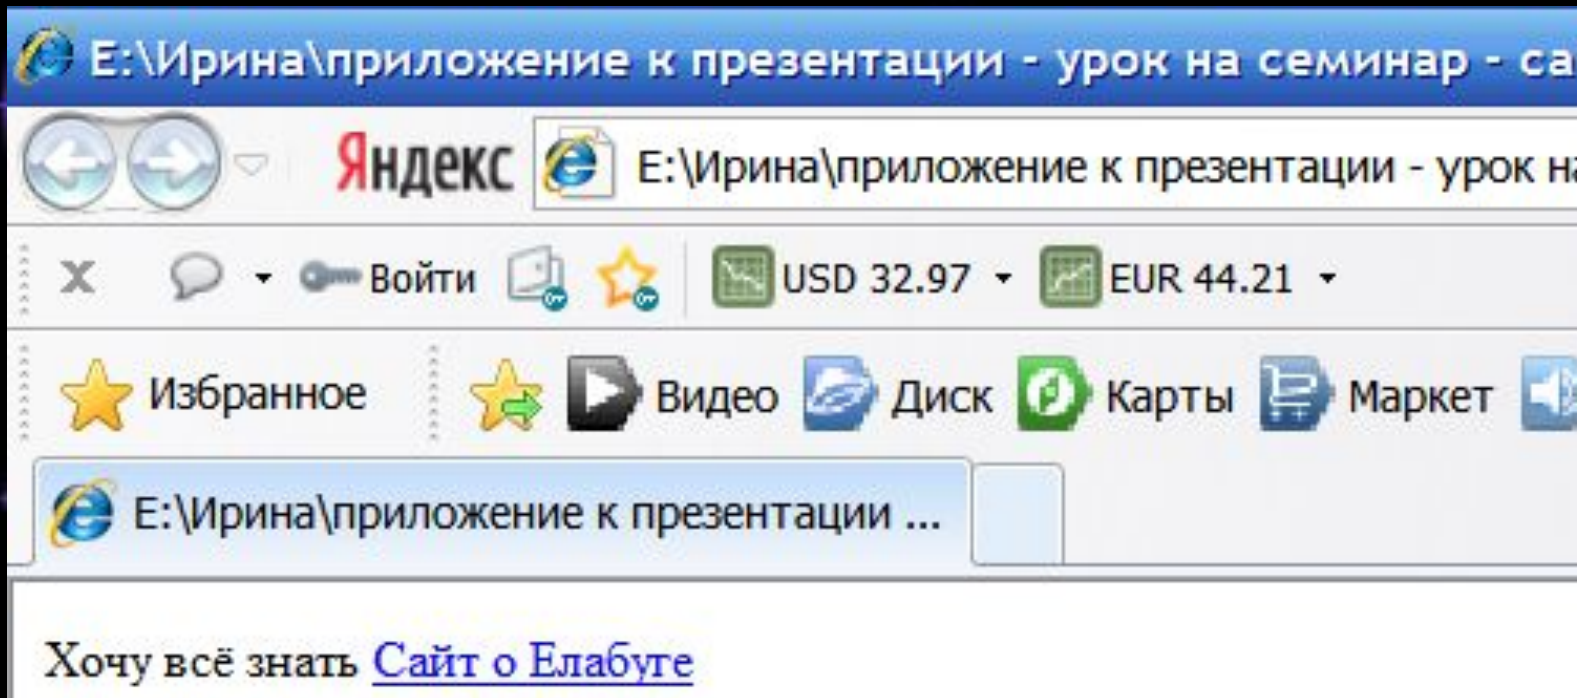 E:\Ирина\приложение к презентации - урок на семинар - са
Яндекс E:\Ирина\приложение к презентации - урок на
X Войти USD 32.97 EUR 44.21
Избранное Видео Диск Карты Маркет
E:\Ирина\приложение к презентации ...
Хочу всё знать Сайт о Елабуге